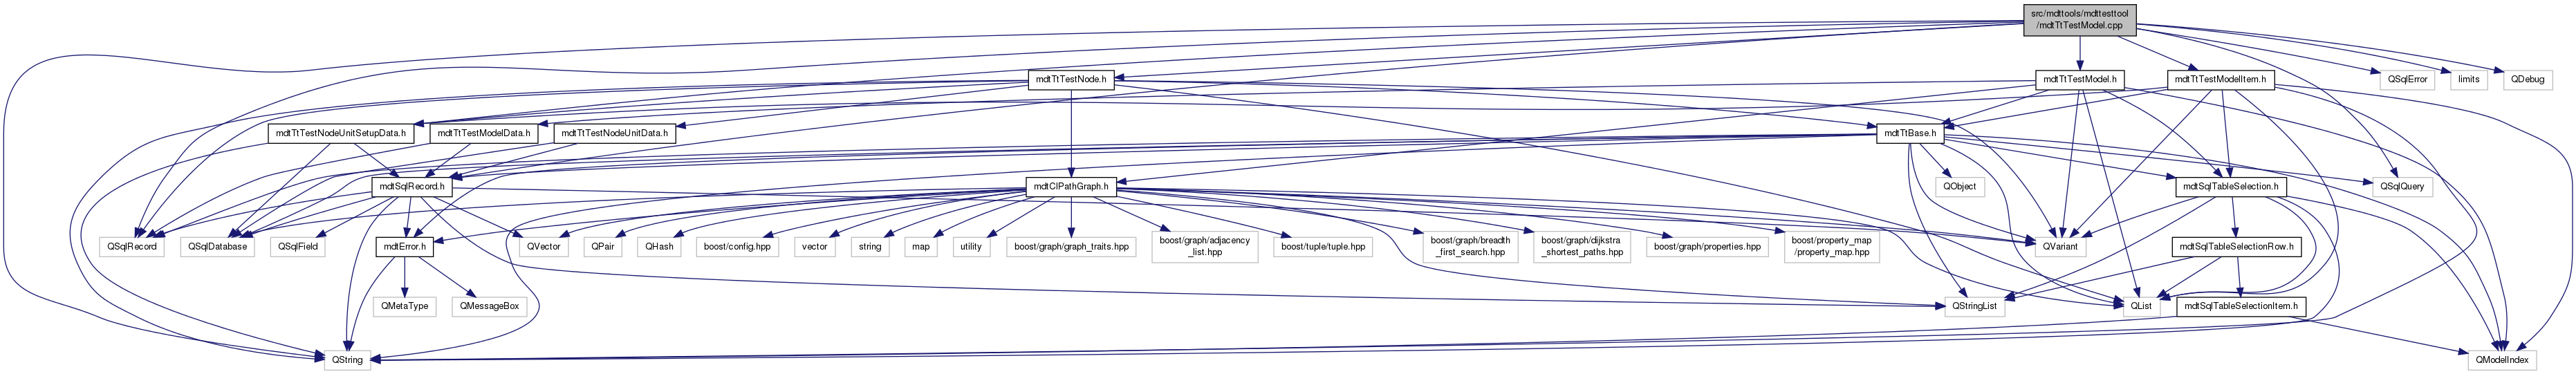 src/mdttools/mdttesttool
/mdtTtTestModel.cpp
mdtTtTestNode.h
mdtTtTestModel.h
mdtTtTestModelItem.h
QSqlError
limits
QDebug
mdtTtTestNodeUnitSetupData.h
mdtTtTestModelData.h
mdtTtTestNodeUnitData.h
mdtTtBase.h
mdtSqlRecord.h
mdtClPathGraph.h
QObject
mdtSqlTableSelection.h
QSqlQuery
QSqlRecord
QSqlDatabase
QSqlField
mdtError.h
QVector
QPair
QHash
boost/config.hpp
vector
string
map
utility
boost/graph/graph_traits.hpp
boost/graph/adjacency
_list.hpp
boost/tuple/tuple.hpp
boost/graph/breadth
_first_search.hpp
boost/graph/dijkstra
_shortest_paths.hpp
boost/graph/properties.hpp
boost/property_map
/property_map.hpp
QVariant
mdtSqlTableSelectionRow.h
QMetaType
QMessageBox
QStringList
QList
mdtSqlTableSelectionItem.h
QString
QModelIndex